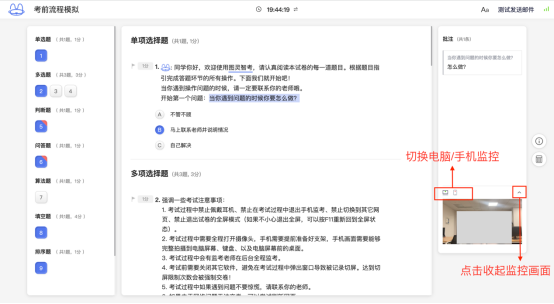 考前流程模拟
19:44:19
Aa 测试发送邮件
单选题 (共1题, 1分)
1
多选题 (共3题, 5分)
2 3 4
判断题 (共1题, 1分)
5
问答题 (共1题, 1分)
6
算选题 (共1题, 1分)
7
填空题 (共1题, 4分)
8
排序题 (共1题, 1分)
9
单项选择题 (共1题, 1分)
1分 1. 同学你好，欢迎使用图灵智考，请认真阅读本试卷的每一道题目。根据题目指
引完成答题环节的所有操作。下面我们就开始吧！
当你遇到操作问题的时候，请一定要联系你的老师哦。
开始第一个问题：当你遇到问题的时候你要怎么做?
A 不管不顾
B 马上联系老师并说明情况
C 自己解决
多项选择题 (共3题, 2分)
1分 2. 强调一些考试注意事项：
1. 考试过程中禁止佩戴耳机、禁止在考试过程中退出手机监考、禁止切换到其它网
页、禁止退出试卷的全屏模式（如果不小心退出全屏，可以按F11重新回到全屏状
态）。
2. 考试过程中需要全程打开摄像头，手机需要提前准备好支架，手机画面需要能够
完整拍摄到电脑屏幕、键盘、以及电脑屏幕前的桌面。
3. 考试过程中会有监考老师在后台全程监考。
4. 考试前需要关闭其它软件，避免在考试过程中弹出窗口导致被记录切屏。达到切
屏限制次数会被强制交卷！
5. 考试过程中如果遇到问题不要惊慌，请联系你的老师。
批注 (共1条)
当你遇到问题的时候你要怎么做?
怎么做?
切换电脑/手机监控
点击收起监控画面